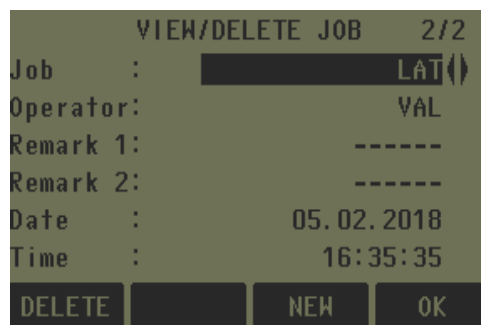 VIEW/DELETE JOB 2/2
Job : LAT
Operator: VAL
Remark 1: ------
Remark 2: ------
Date : 05.02.2018
Time : 16:35:35
DELETE NEW OK